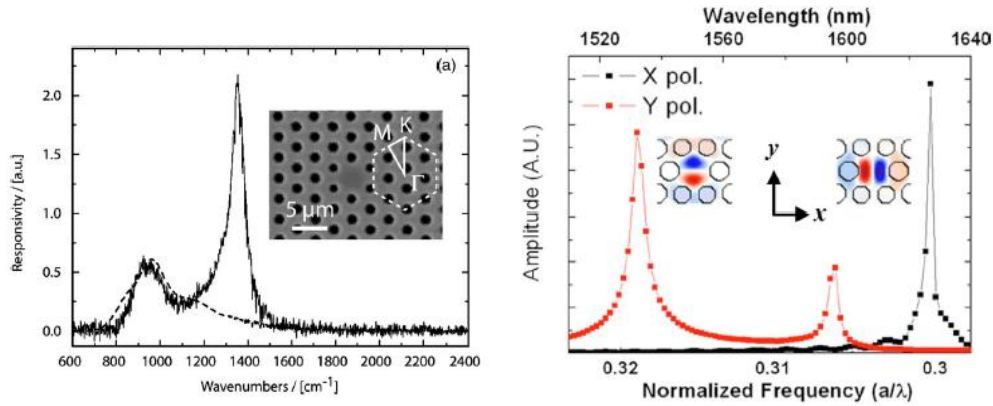 (a)
Responsivity / [a.u.]
2.0
1.5
1.0
0.5
0.0
M
K
Γ
5 μm
600 800 1000 1200 1400 1600 1800 2000 2200 2400
Wavenumbers / [cm⁻¹]
Wavelength (nm)
1520 1560 1600 1640
X pol.
Y pol.
Amplitude (A.U.)
y
x
0.32 0.31 0.3
Normalized Frequency (a/λ)